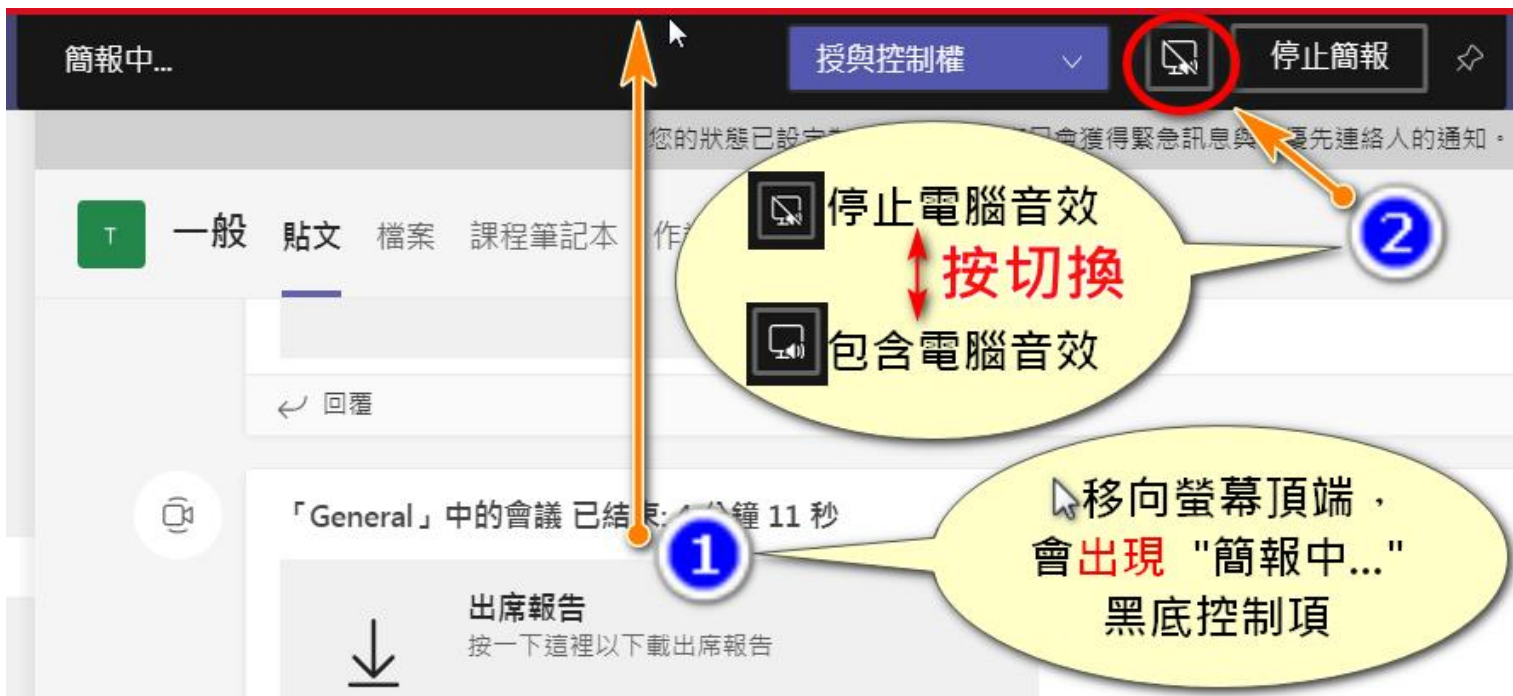 簡報中...
授與控制權
停止簡報
您的狀態已設定
會獲得緊急訊息與
優先連絡人的通知。
T 一般 貼文 檔案 課程筆記本 作
停止電腦音效
按切換
包含電腦音效
2
回覆
「General」中的會議 已結束:
分鐘 11 秒
1
移向螢幕頂端，
會出現 "簡報中..."
黑底控制項
出席報告
按一下這裡以下載出席報告